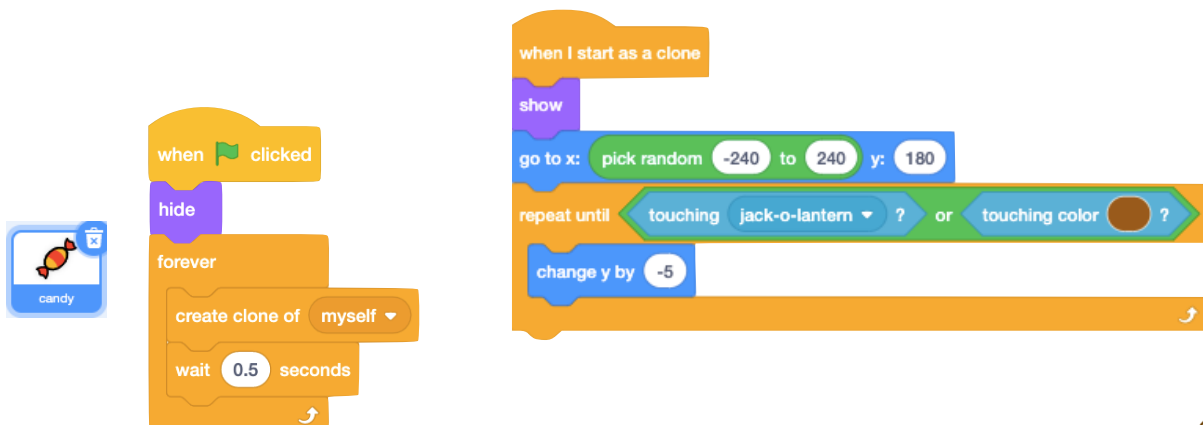 candy
when clicked
hide
forever
create clone of myself
wait 0.5 seconds
when I start as a clone
show
go to x: pick random -240 to 240 y: 180
repeat until touching jack-o-lantern ? or touching color ?
change y by -5